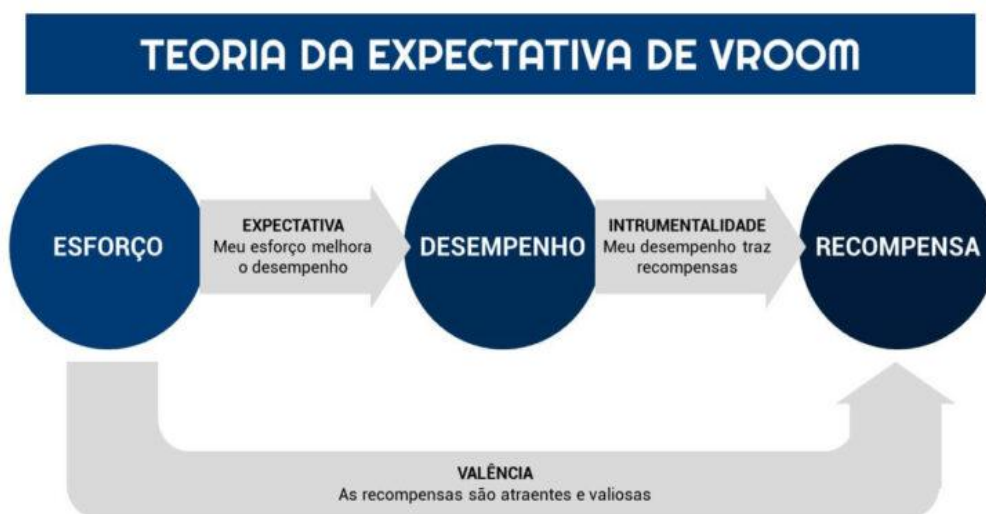 TEORIA DA EXPECTATIVA DE VROOM
ESFORÇO
EXPECTATIVA
Meu esforço melhora
o desempenho
DESEMPENHO
INTRUMENTALIDADE
Meu desempenho traz
recompensas
RECOMPENSA
VALÊNCIA
As recompensas são atraentes e valiosas